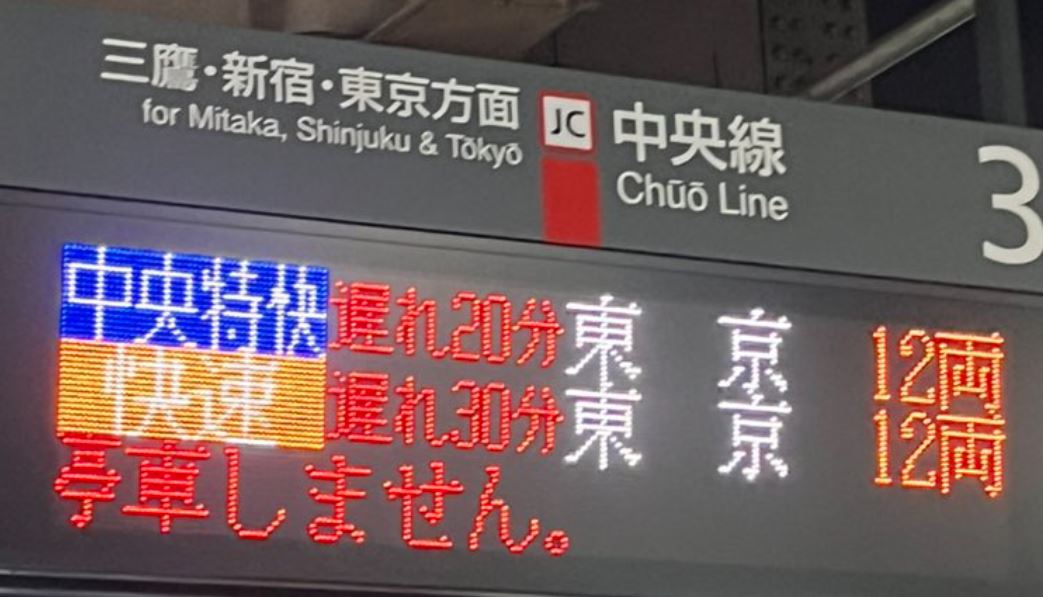 三鷹・新宿・東京方面
for Mitaka, Shinjuku & Tōkyō
JC
中央線
Chūō Line
3
中央特快 遅れ20分 東京 12両
快速 遅れ30分 東京 12両
停車しません。